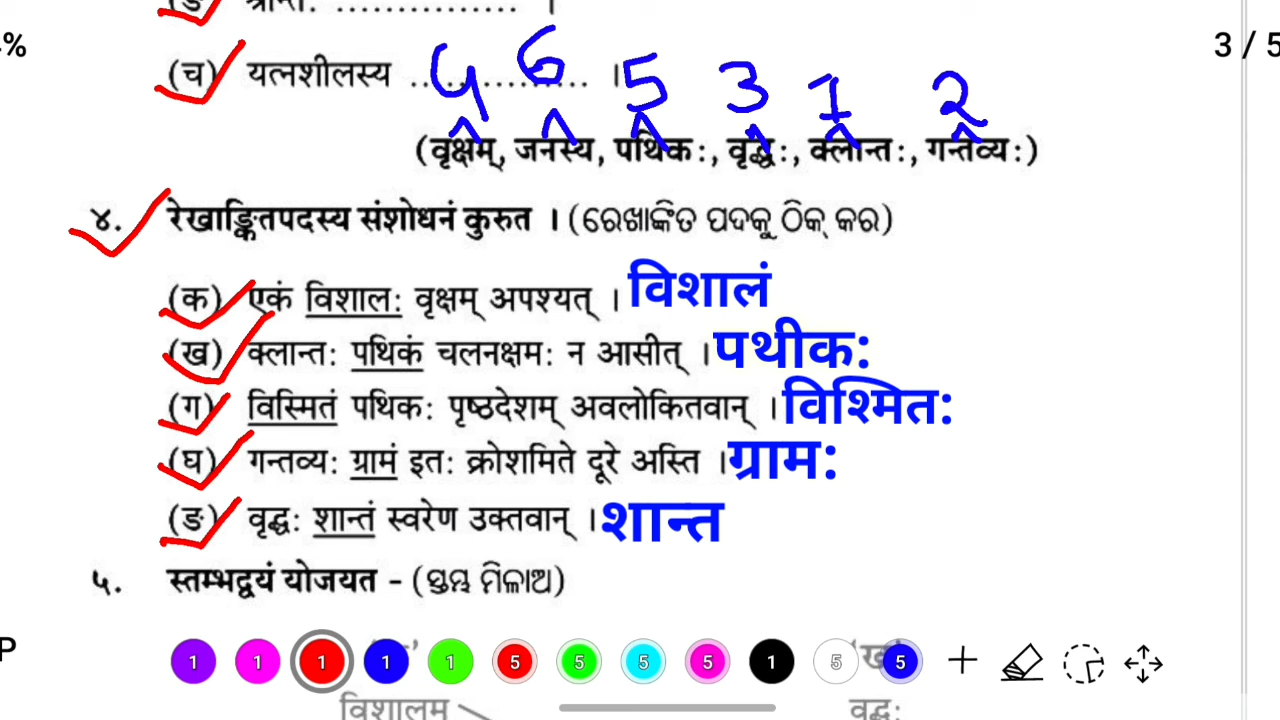 (ङ) श्रान्तः ............... ।
%
3 / 5
4 6 5 3 1 2
(च) यत्नशीलस्य ............... ।
(वृक्षम्, जनस्य, पथिकः, वृद्धः, क्लान्तः, गन्तव्यः)
४. रेखाङ्कितपदस्य संशोधनं कुरुत । (ରେଖାଙ୍କିତ ପଦକୁ ଠିକ୍ କର)
(क) एकं विशालः वृक्षम् अपश्यत् । विशालं
(ख) क्लान्तः पथिकं चलनक्षमः न आसीत् । पथीक:
(ग) विस्मितं पथिकः पृष्ठदेशम् अवलोकितवान् । विश्मित:
(घ) गन्तव्यः ग्रामं इतः क्रोशमिते दूरे अस्ति । ग्राम:
(ङ) वृद्धः शान्तं स्वरेण उक्तवान् । शान्त
५. स्तम्भद्वयं योजयत - (ସ୍ତମ୍ଭ ମିଳାଅ)
P
1 1 1 1 1 5 5 5 5 1 5 5
विशालम् वृद्धः